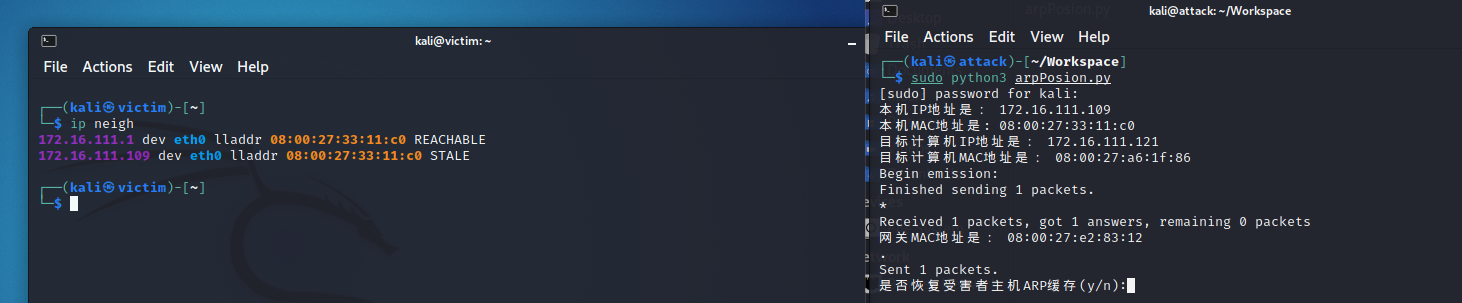 kali@victim: ~
File Actions Edit View Help
┌──(kali㉿victim)-[~]
└─$ ip neigh
172.16.111.1 dev eth0 lladdr 08:00:27:33:11:c0 REACHABLE
172.16.111.109 dev eth0 lladdr 08:00:27:33:11:c0 STALE
┌──(kali㉿victim)-[~]
└─$
arpPosion.py
kali@attack: ~/Workspace
File Actions Edit View Help
┌──(kali㉿attack)-[~/Workspace]
└─$ sudo python3 arpPosion.py
[sudo] password for kali:
本机IP地址是： 172.16.111.109
本机MAC地址是：08:00:27:33:11:c0
目标计算机IP地址是： 172.16.111.121
目标计算机MAC地址是： 08:00:27:a6:1f:86
Begin emission:
Finished sending 1 packets.
*
Received 1 packets, got 1 answers, remaining 0 packets
网关MAC地址是： 08:00:27:e2:83:12
.
Sent 1 packets.
是否恢复受害者主机ARP缓存(y/n):